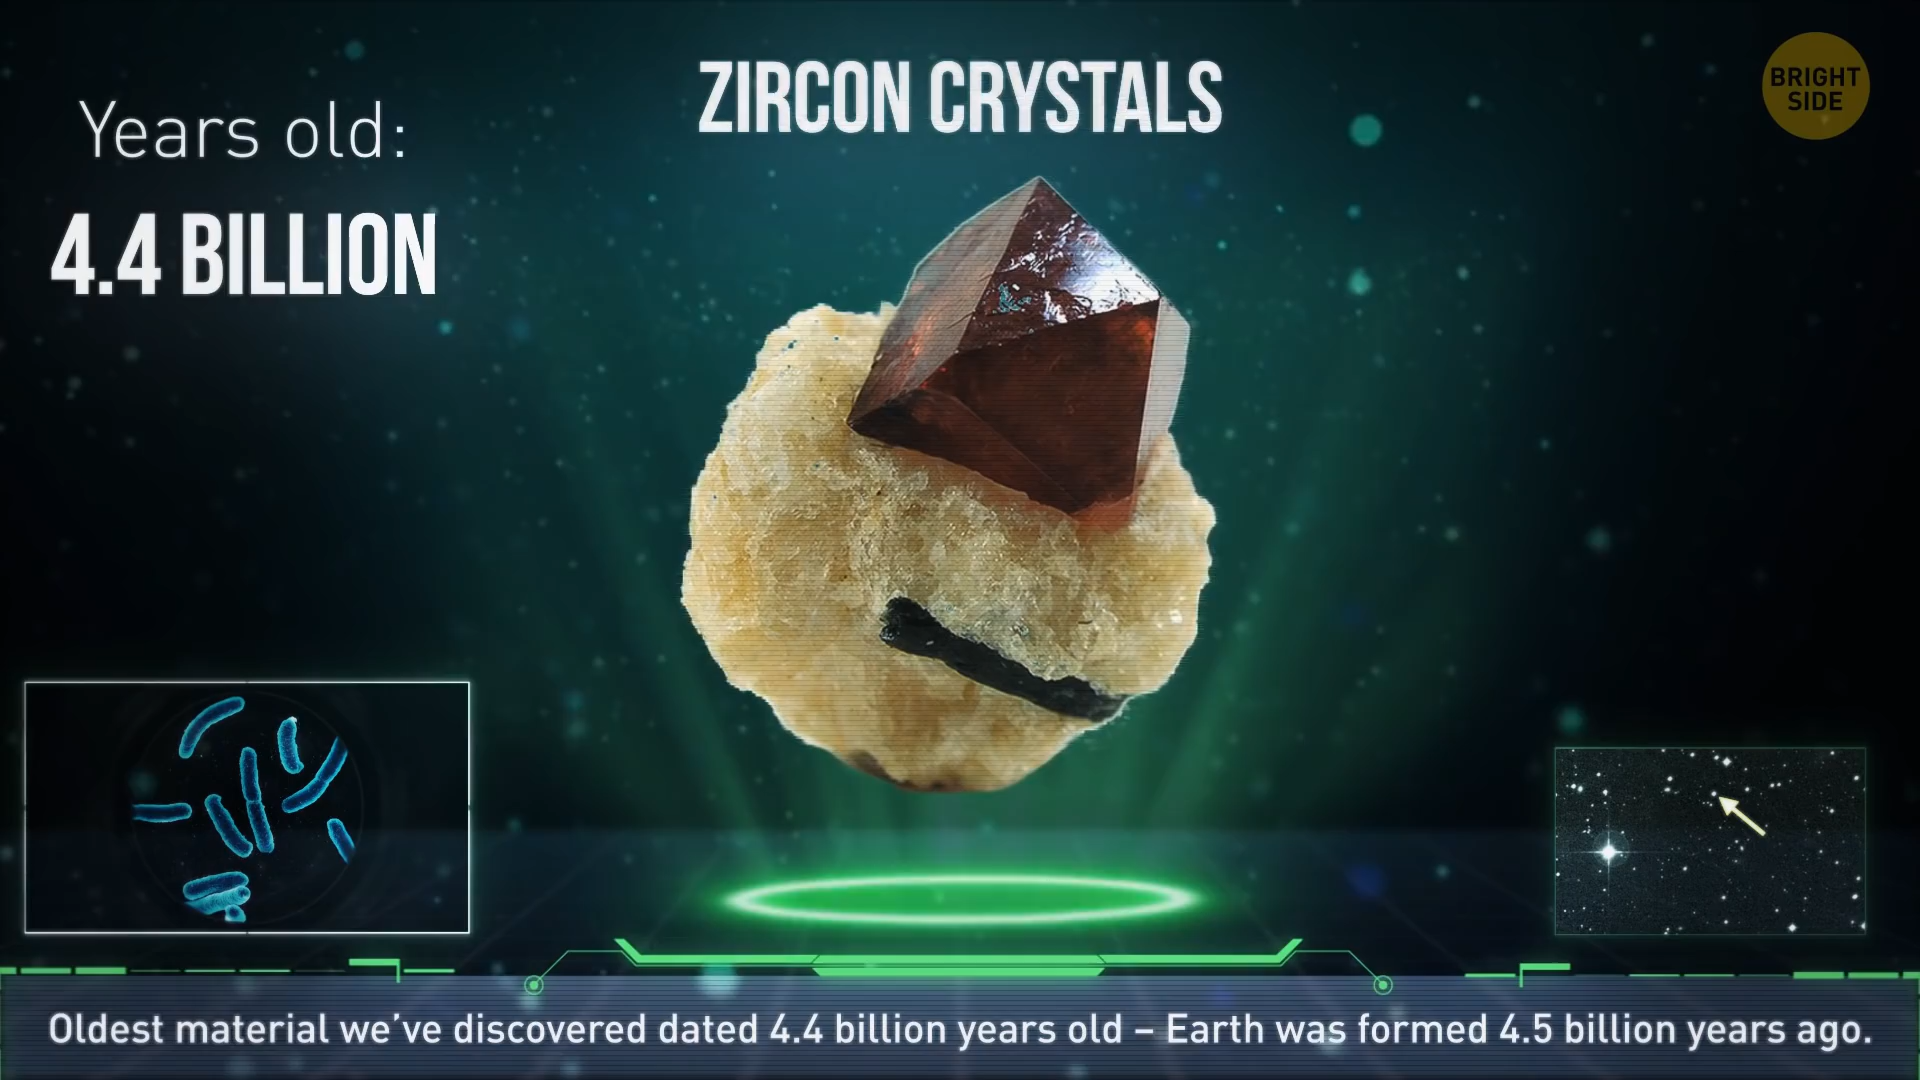 ZIRCON CRYSTALS
BRIGHT
SIDE
Years old:
4.4 BILLION
Oldest material we’ve discovered dated 4.4 billion years old – Earth was formed 4.5 billion years ago.